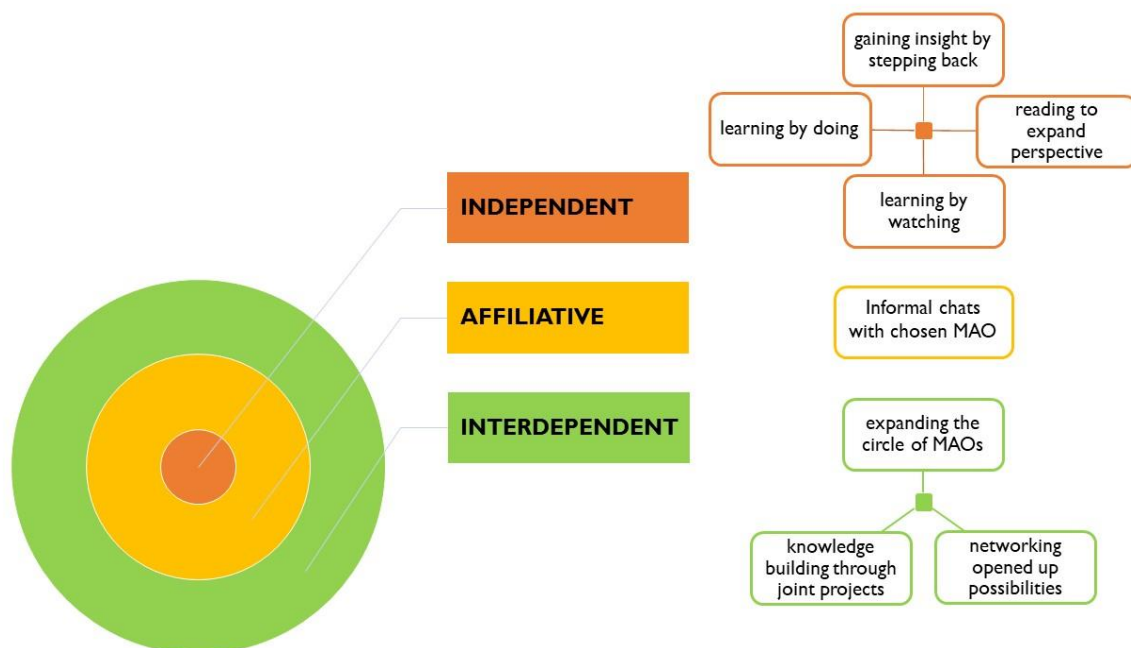 gaining insight by
stepping back
learning by doing
reading to
expand
perspective
learning by
watching
INDEPENDENT
AFFILIATIVE
Informal chats
with chosen MAO
INTERDEPENDENT
expanding the
circle of MAOs
knowledge
building through
joint projects
networking
opened up
possibilities